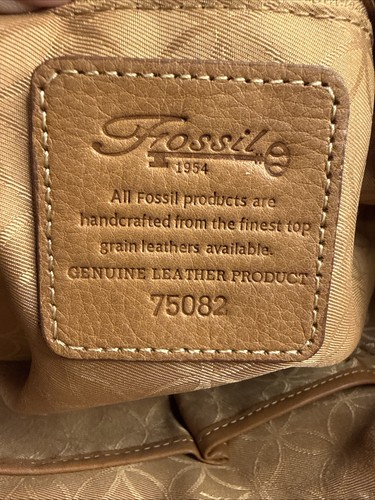 Fossil
1954
All Fossil products are
handcrafted from the finest top
grain leathers available.
GENUINE LEATHER PRODUCT
75082